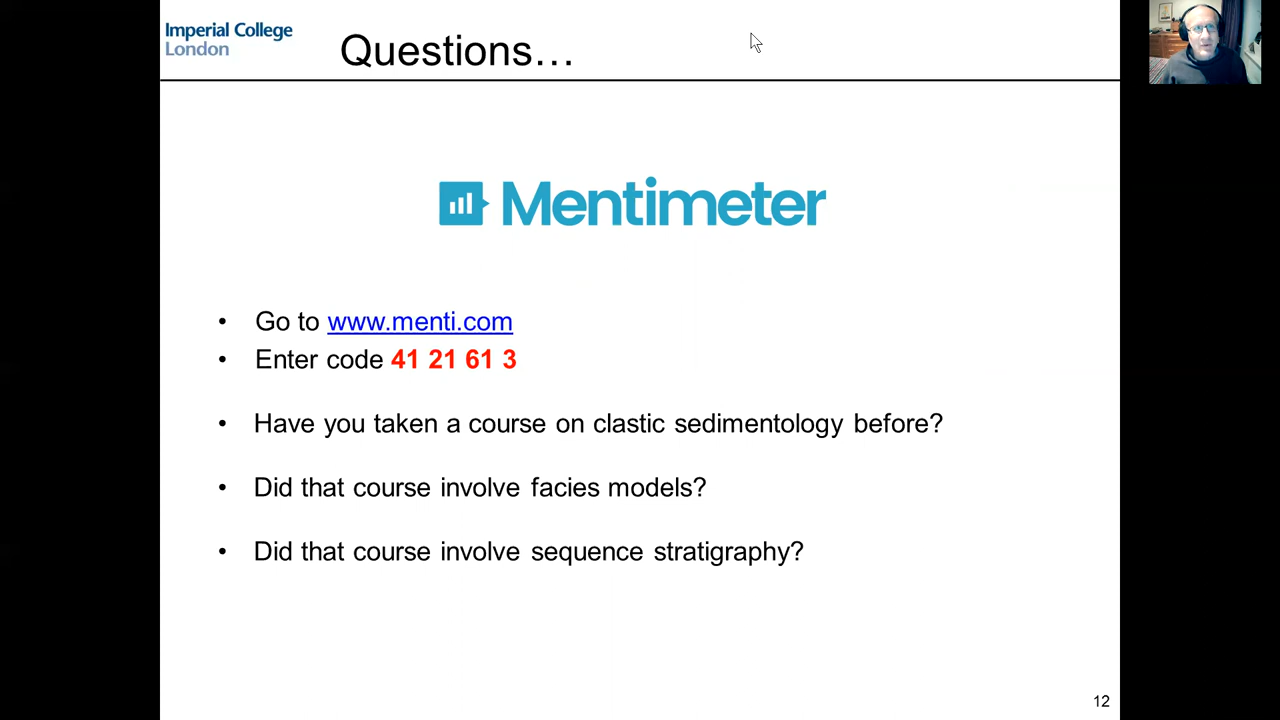 Imperial College
London
Questions…
Mentimeter
• Go to www.menti.com
• Enter code 41 21 61 3
• Have you taken a course on clastic sedimentology before?
• Did that course involve facies models?
• Did that course involve sequence stratigraphy?
12